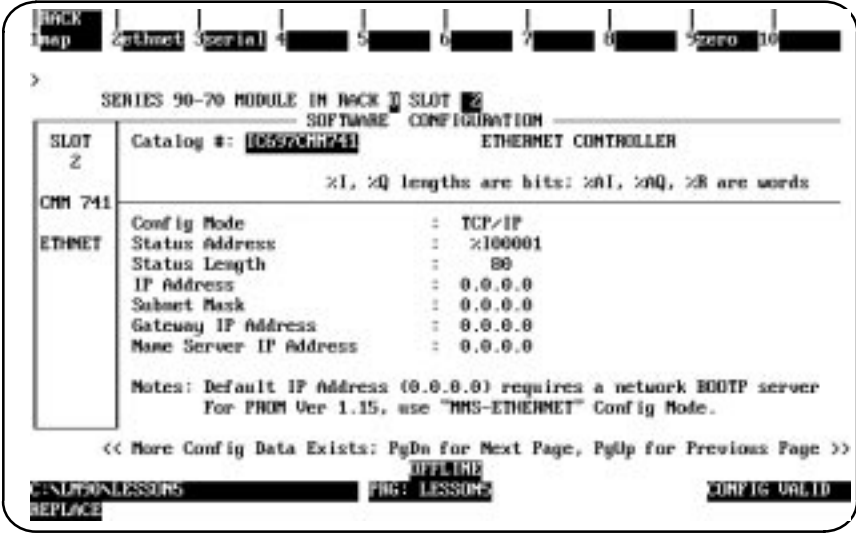 RACK
1map 2ethnet 3serial 4 5 6 7 8 9zero 10
>
SERIES 90-70 MODULE IN RACK 0 SLOT 2
SOFTWARE CONFIGURATION
SLOT 2
Catalog #: IC697CMM741 ETHERNET CONTROLLER
%I, %Q lengths are bits; %AI, %AQ, %R are words
CMM 741
ETHNET
Config Mode : TCP/IP
Status Address : %I00001
Status Length : 80
IP Address : 0.0.0.0
Subnet Mask : 0.0.0.0
Gateway IP Address : 0.0.0.0
Name Server IP Address : 0.0.0.0
Notes: Default IP Address (0.0.0.0) requires a network BOOTP server
For PROM Ver 1.15, use "MMS-ETHERNET" Config Mode.
<< More Config Data Exists; PgDn for Next Page, PgUp for Previous Page >>
OFFLINE
C:\LM90\LESSON5 PRG: LESSON5 CONFIG VALID
REPLACE